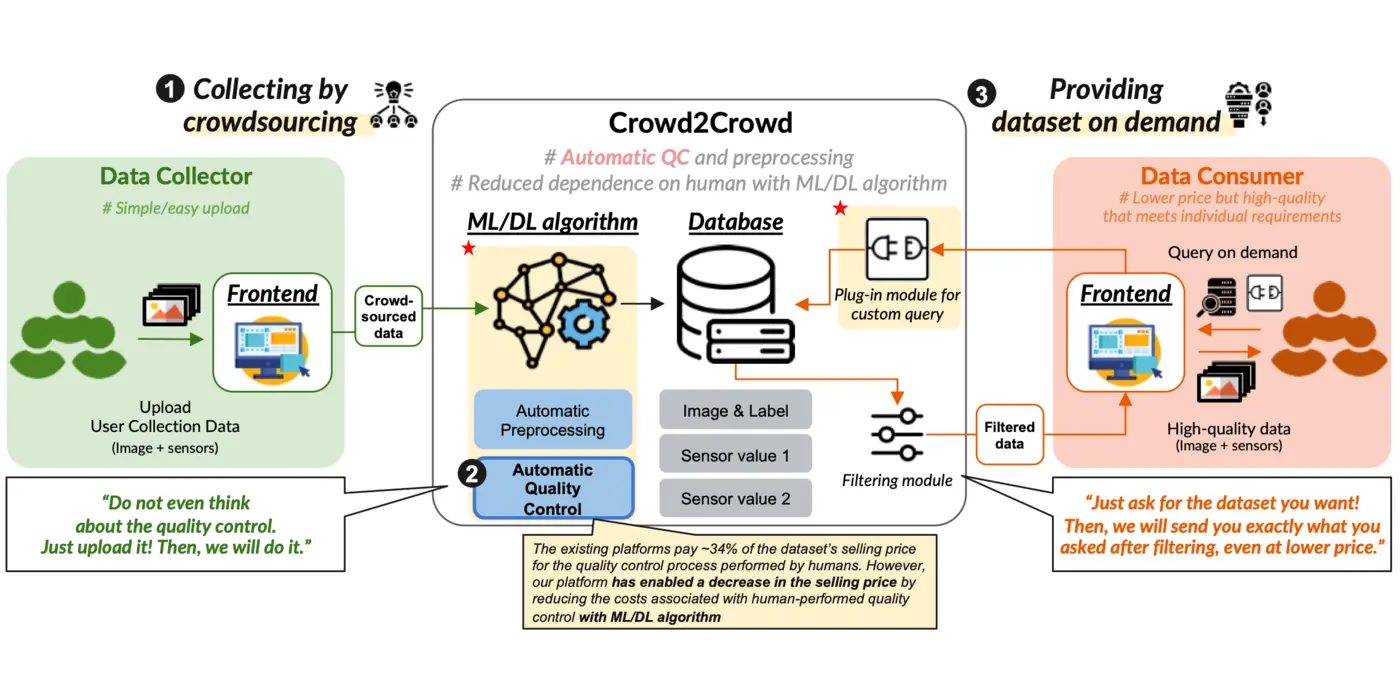 1 Collecting by
crowdsourcing
3 Providing
dataset on demand
Data Collector
# Simple/easy upload
Frontend
Upload
User Collection Data
(Image + sensors)
Crowd-
sourced
data
"Do not even think
about the quality control.
Just upload it! Then, we will do it."
Crowd2Crowd
# Automatic QC and preprocessing
# Reduced dependence on human with ML/DL algorithm
ML/DL algorithm
Database
Plug-in module for
custom query
Automatic
Preprocessing
2 Automatic
Quality
Control
Image & Label
Sensor value 1
Sensor value 2
Filtering module
The existing platforms pay ~34% of the dataset's selling price
for the quality control process performed by humans. However,
our platform has enabled a decrease in the selling price by
reducing the costs associated with human-performed quality
control with ML/DL algorithm
Filtered
data
Data Consumer
# Lower price but high-quality
that meets individual requirements
Query on demand
Frontend
High-quality data
(Image + sensors)
"Just ask for the dataset you want!
Then, we will send you exactly what you
asked after filtering, even at lower price."